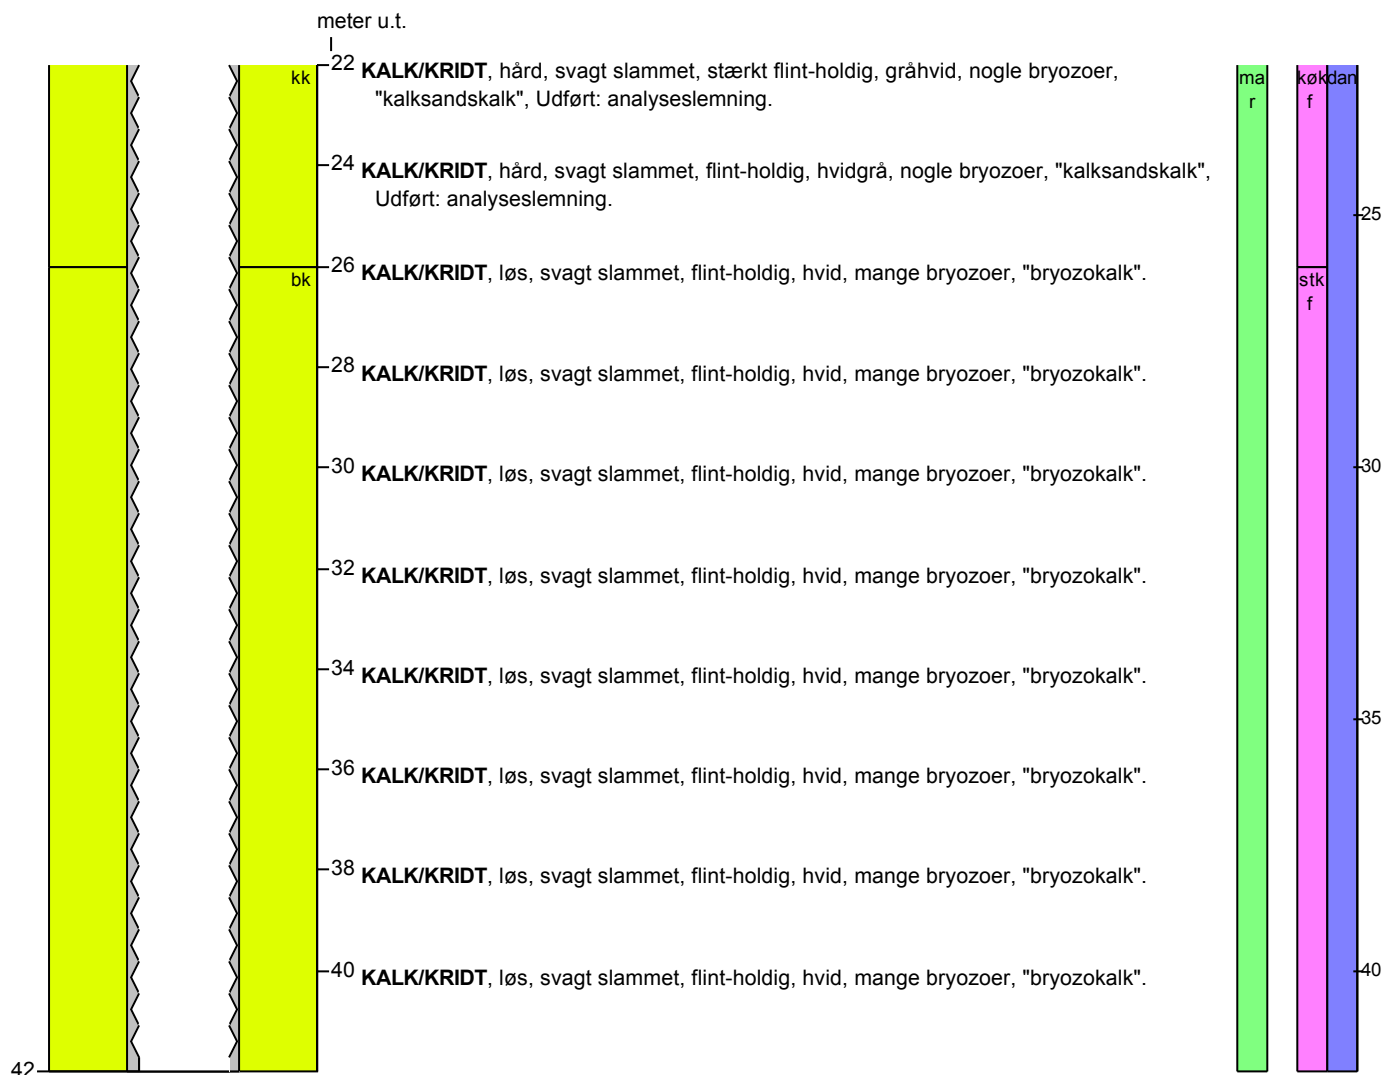 meter u.t.
kk
22 KALK/KRIDT, hård, svagt slammet, stærkt flint-holdig, gråhvid, nogle bryozoer,
"kalksandskalk", Udført: analyseslemning.
ma
r
køk
f
dan
24 KALK/KRIDT, hård, svagt slammet, flint-holdig, hvidgrå, nogle bryozoer, "kalksandskalk",
Udført: analyseslemning.
25
bk
26 KALK/KRIDT, løs, svagt slammet, flint-holdig, hvid, mange bryozoer, "bryozokalk".
stk
f
28 KALK/KRIDT, løs, svagt slammet, flint-holdig, hvid, mange bryozoer, "bryozokalk".
30 KALK/KRIDT, løs, svagt slammet, flint-holdig, hvid, mange bryozoer, "bryozokalk".
30
32 KALK/KRIDT, løs, svagt slammet, flint-holdig, hvid, mange bryozoer, "bryozokalk".
34 KALK/KRIDT, løs, svagt slammet, flint-holdig, hvid, mange bryozoer, "bryozokalk".
35
36 KALK/KRIDT, løs, svagt slammet, flint-holdig, hvid, mange bryozoer, "bryozokalk".
38 KALK/KRIDT, løs, svagt slammet, flint-holdig, hvid, mange bryozoer, "bryozokalk".
40 KALK/KRIDT, løs, svagt slammet, flint-holdig, hvid, mange bryozoer, "bryozokalk".
40
42